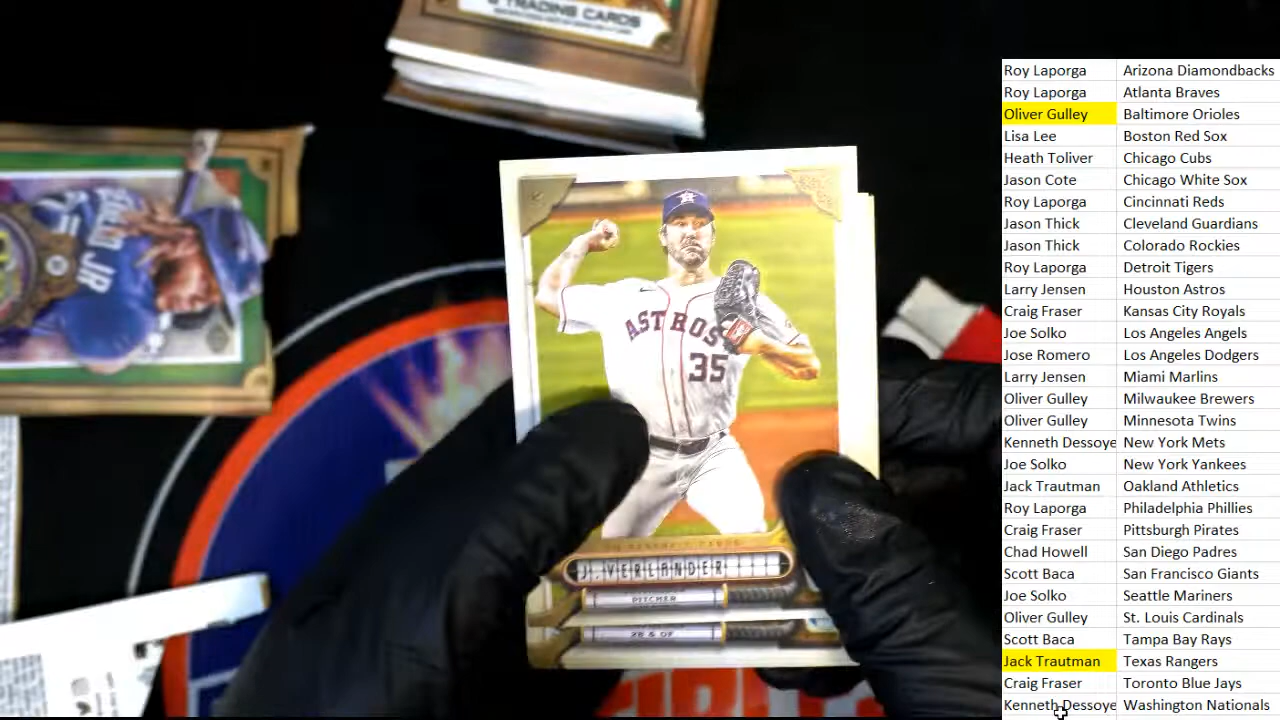 TRADING CARDS
JR
ASTROS
35
J. VERLANDER
PITCHER
2B & OF
Roy Laporga Arizona Diamondbacks
Roy Laporga Atlanta Braves
Oliver Gulley Baltimore Orioles
Lisa Lee Boston Red Sox
Heath Toliver Chicago Cubs
Jason Cote Chicago White Sox
Roy Laporga Cincinnati Reds
Jason Thick Cleveland Guardians
Jason Thick Colorado Rockies
Roy Laporga Detroit Tigers
Larry Jensen Houston Astros
Craig Fraser Kansas City Royals
Joe Solko Los Angeles Angels
Jose Romero Los Angeles Dodgers
Larry Jensen Miami Marlins
Oliver Gulley Milwaukee Brewers
Oliver Gulley Minnesota Twins
Kenneth Dessoye New York Mets
Joe Solko New York Yankees
Jack Trautman Oakland Athletics
Roy Laporga Philadelphia Phillies
Craig Fraser Pittsburgh Pirates
Chad Howell San Diego Padres
Scott Baca San Francisco Giants
Joe Solko Seattle Mariners
Oliver Gulley St. Louis Cardinals
Scott Baca Tampa Bay Rays
Jack Trautman Texas Rangers
Craig Fraser Toronto Blue Jays
Kenneth Dessoye Washington Nationals